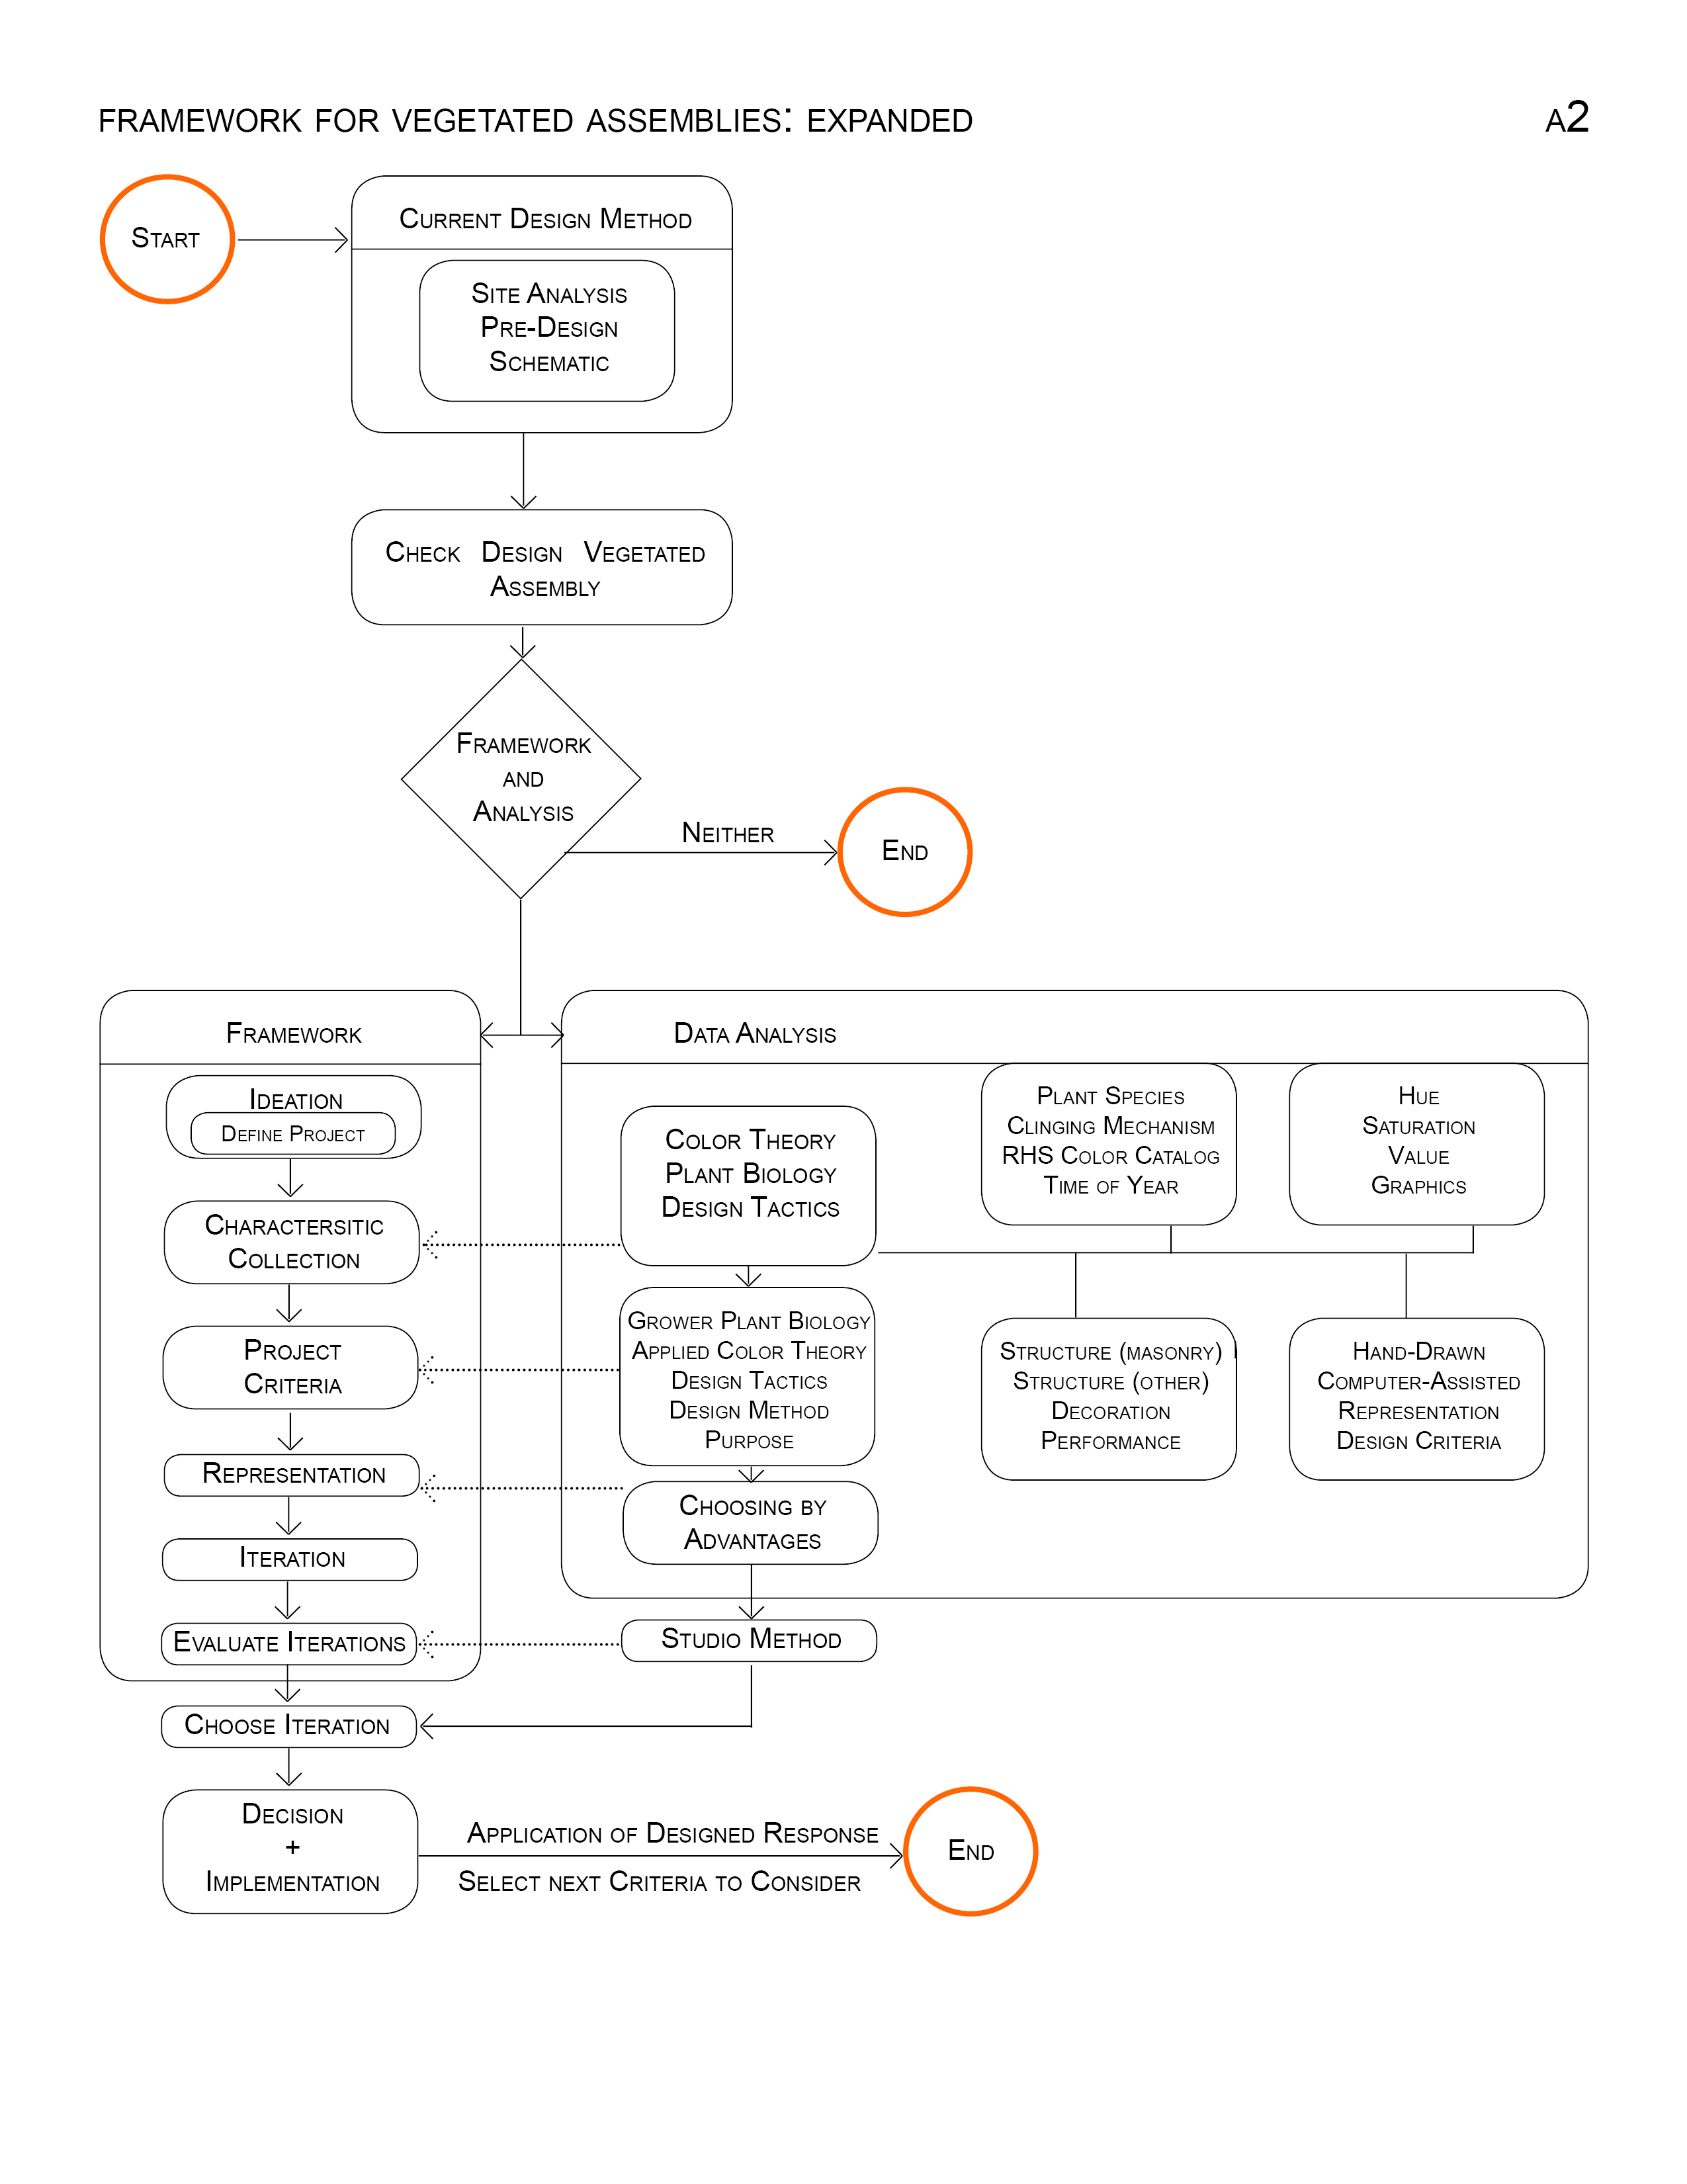 FRAMEWORK FOR VEGETATED ASSEMBLIES: EXPANDED
A2
START
CURRENT DESIGN METHOD
SITE ANALYSIS
PRE-DESIGN
SCHEMATIC
CHECK DESIGN VEGETATED
ASSEMBLY
FRAMEWORK
AND
ANALYSIS
NEITHER
END
FRAMEWORK
IDEATION
DEFINE PROJECT
CHARACTERSITIC
COLLECTION
PROJECT
CRITERIA
REPRESENTATION
ITERATION
EVALUATE ITERATIONS
CHOOSE ITERATION
DECISION
+
IMPLEMENTATION
DATA ANALYSIS
COLOR THEORY
PLANT BIOLOGY
DESIGN TACTICS
GROWER PLANT BIOLOGY
APPLIED COLOR THEORY
DESIGN TACTICS
DESIGN METHOD
PURPOSE
CHOOSING BY
ADVANTAGES
STUDIO METHOD
PLANT SPECIES
CLINGING MECHANISM
RHS COLOR CATALOG
TIME OF YEAR
HUE
SATURATION
VALUE
GRAPHICS
STRUCTURE (MASONRY)
STRUCTURE (OTHER)
DECORATION
PERFORMANCE
HAND-DRAWN
COMPUTER-ASSISTED
REPRESENTATION
DESIGN CRITERIA
APPLICATION OF DESIGNED RESPONSE
SELECT NEXT CRITERIA TO CONSIDER
END